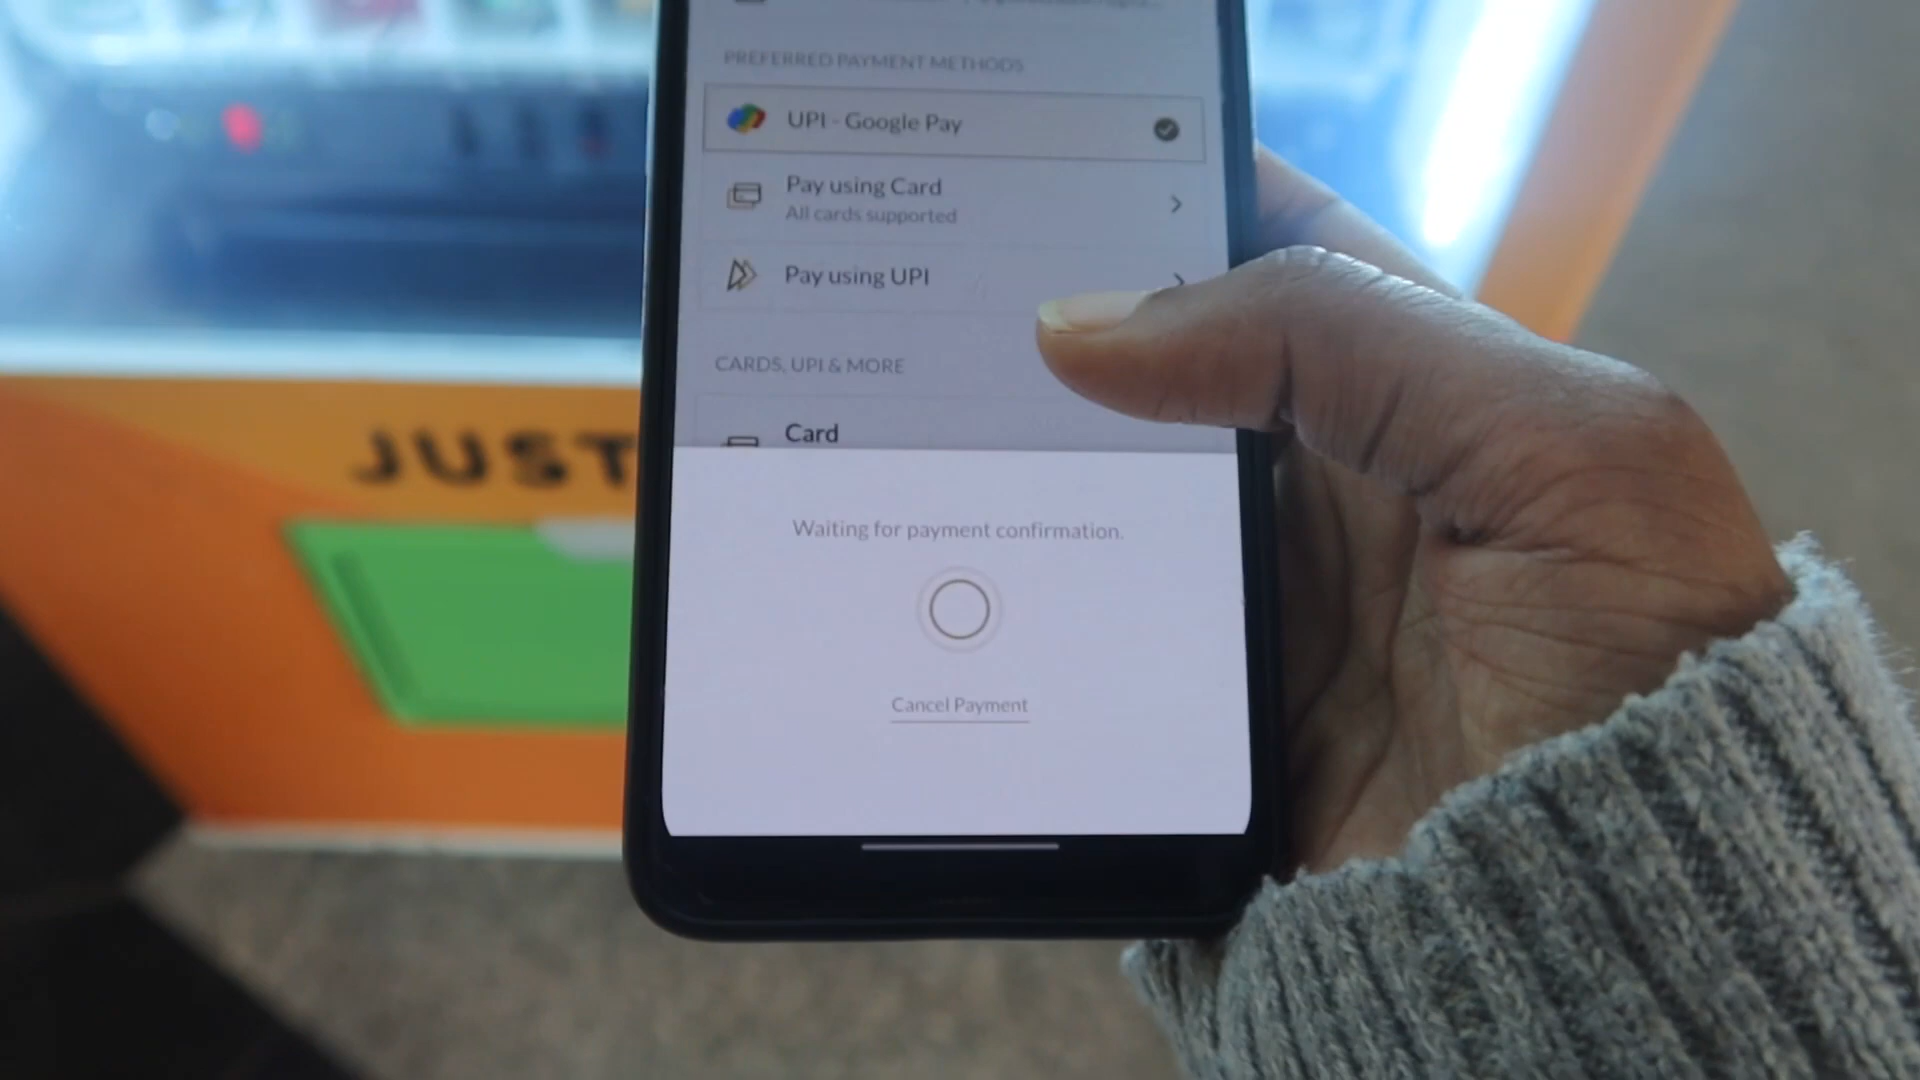 PREFERRED PAYMENT METHODS
UPI - Google Pay
Pay using Card
All cards supported
Pay using UPI
CARDS, UPI & MORE
Card
JUST
Waiting for payment confirmation.
Cancel Payment